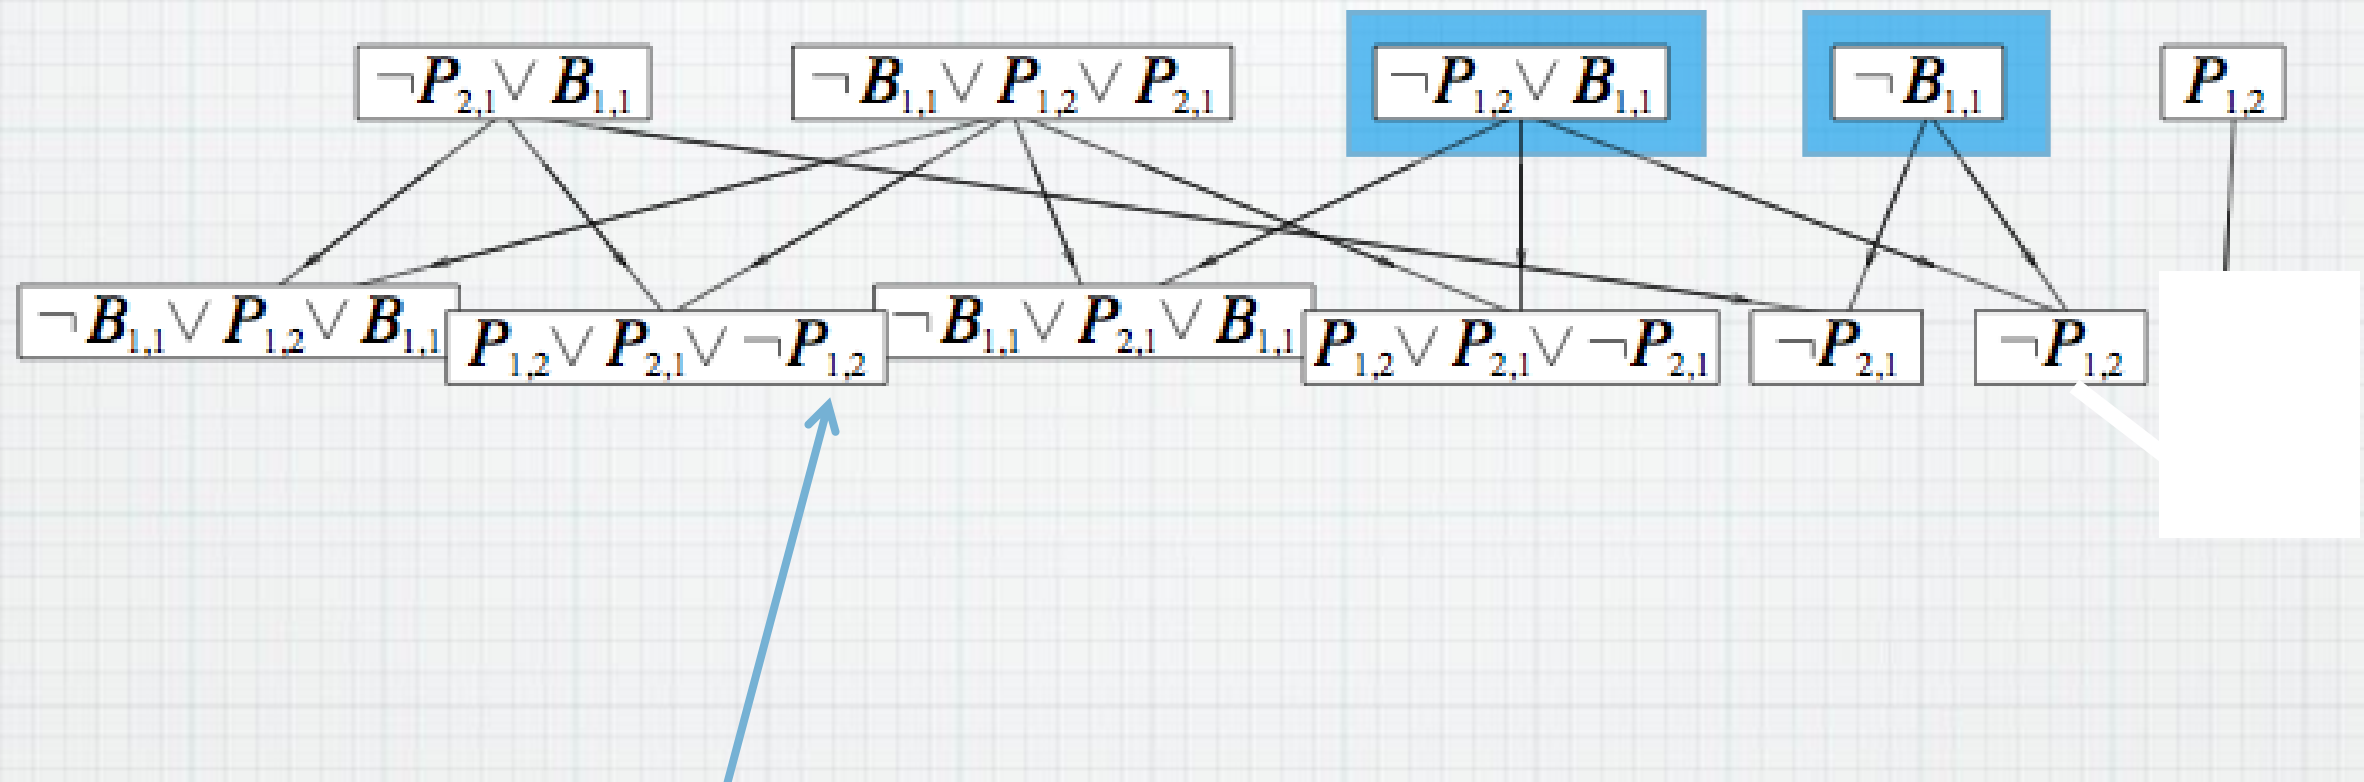 ¬P2,1 ∨ B1,1
¬B1,1 ∨ P1,2 ∨ P2,1
¬P1,2 ∨ B1,1
¬B1,1
P1,2
¬B1,1 ∨ P1,2 ∨ B1,1
P1,2 ∨ P2,1 ∨ ¬P1,2
¬B1,1 ∨ P2,1 ∨ B1,1
P1,2 ∨ P2,1 ∨ ¬P2,1
¬P2,1
¬P1,2